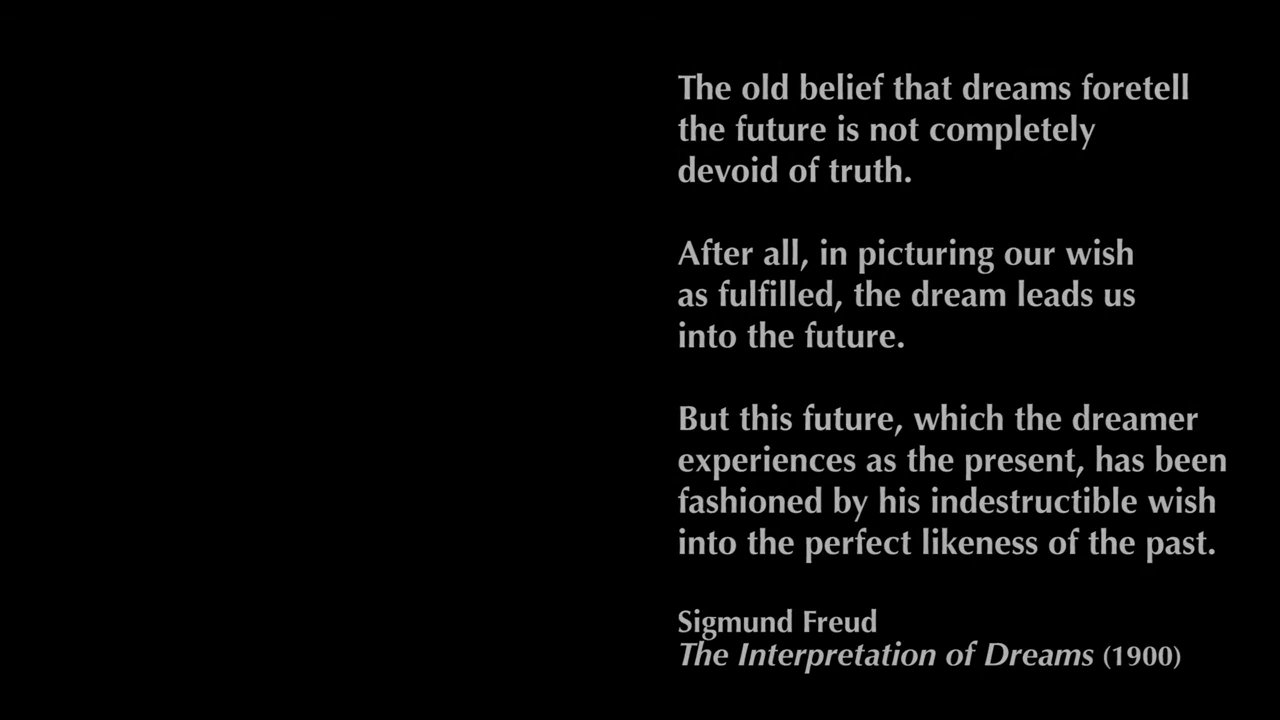 The old belief that dreams foretell
the future is not completely
devoid of truth.
After all, in picturing our wish
as fulfilled, the dream leads us
into the future.
But this future, which the dreamer
experiences as the present, has been
fashioned by his indestructible wish
into the perfect likeness of the past.
Sigmund Freud
The Interpretation of Dreams (1900)